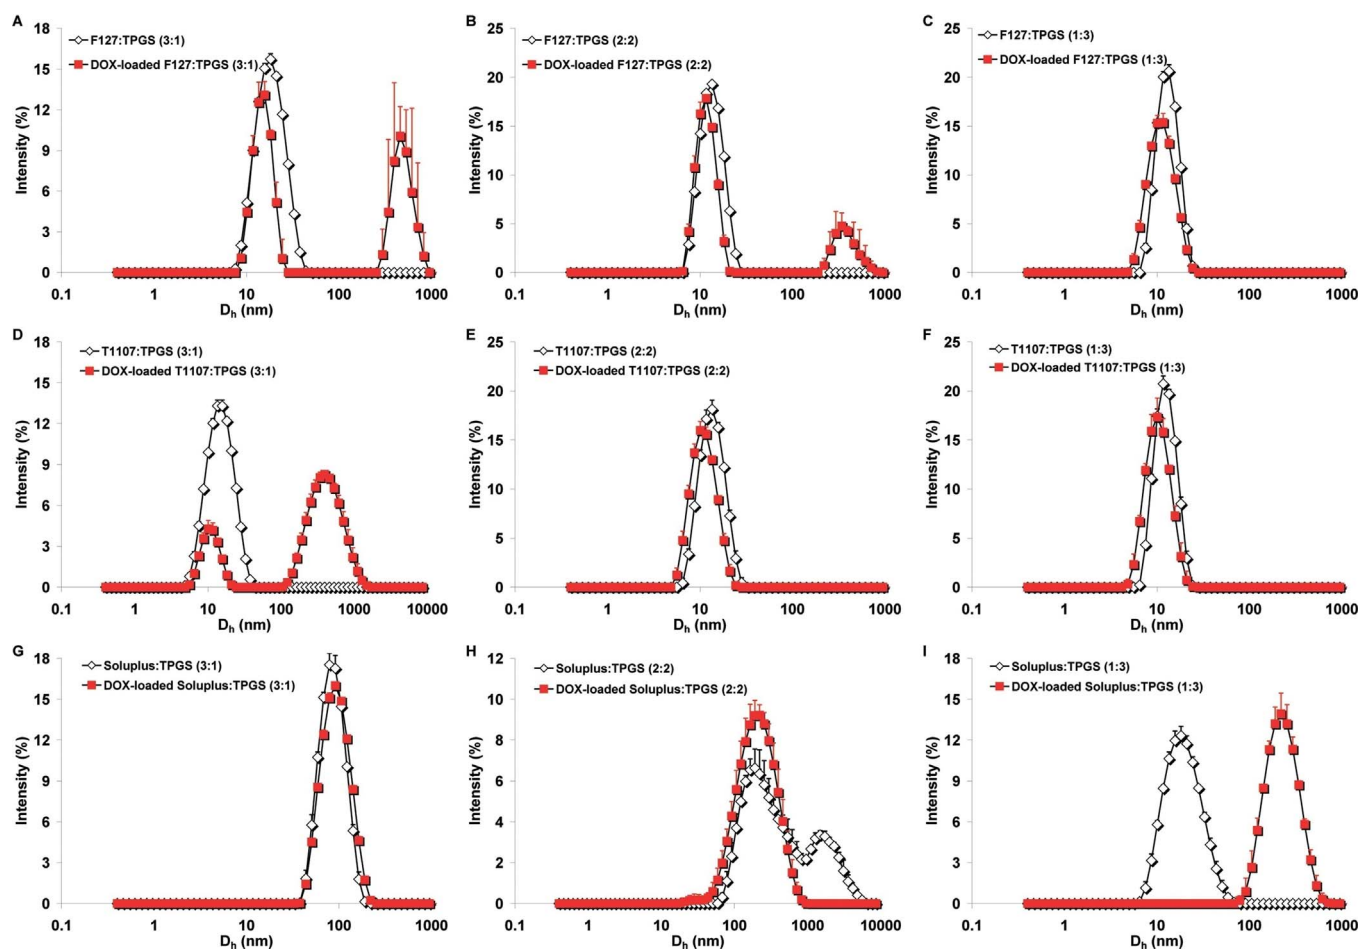 A
Intensity (%)
18
15
12
9
6
3
0
F127:TPGS (3:1)
DOX-loaded F127:TPGS (3:1)
0.1 1 10 100 1000
Dh (nm)
B
Intensity (%)
25
20
15
10
5
0
F127:TPGS (2:2)
DOX-loaded F127:TPGS (2:2)
0.1 1 10 100 1000
Dh (nm)
C
Intensity (%)
25
20
15
10
5
0
F127:TPGS (1:3)
DOX-loaded F127:TPGS (1:3)
0.1 1 10 100 1000
Dh (nm)
D
Intensity (%)
18
15
12
9
6
3
0
T1107:TPGS (3:1)
DOX-loaded T1107:TPGS (3:1)
0.1 1 10 100 1000 10000
Dh (nm)
E
Intensity (%)
25
20
15
10
5
0
T1107:TPGS (2:2)
DOX-loaded T1107:TPGS (2:2)
0.1 1 10 100 1000
Dh (nm)
F
Intensity (%)
25
20
15
10
5
0
T1107:TPGS (1:3)
DOX-loaded T1107:TPGS (1:3)
0.1 1 10 100 1000
Dh (nm)
G
Intensity (%)
18
15
12
9
6
3
0
Soluplus:TPGS (3:1)
DOX-loaded Soluplus:TPGS (3:1)
0.1 1 10 100 1000
Dh (nm)
H
Intensity (%)
12
10
8
6
4
2
0
Soluplus:TPGS (2:2)
DOX-loaded Soluplus:TPGS (2:2)
0.1 1 10 100 1000 10000
Dh (nm)
I
Intensity (%)
18
15
12
9
6
3
0
Soluplus:TPGS (1:3)
DOX-loaded Soluplus:TPGS (1:3)
0.1 1 10 100 1000
Dh (nm)